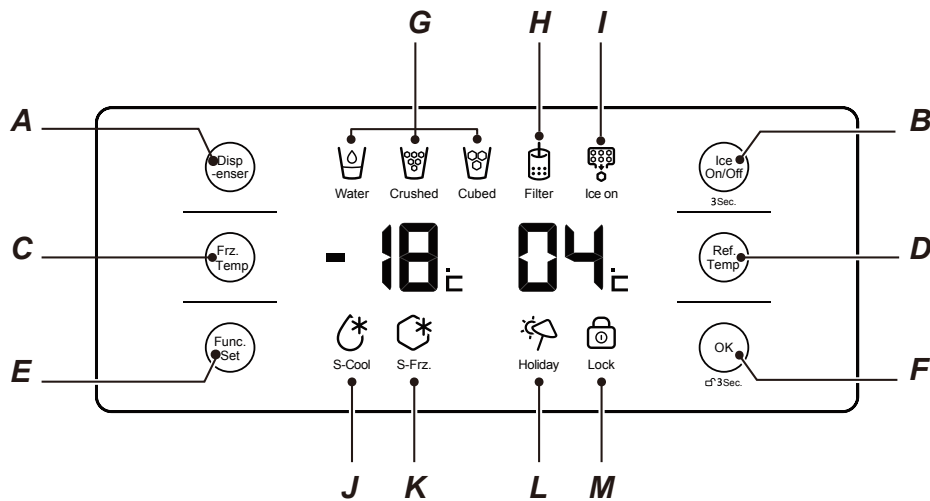 G
H
I
A
B
Disp
-enser
Water
Crushed
Cubed
Filter
Ice on
Ice
On/Off
3Sec.
C
Frz.
Temp
-18°C
04°C
Ref.
Temp
D
E
Func.
Set
S-Cool
S-Frz.
Holiday
Lock
OK
3Sec.
F
J
K
L
M